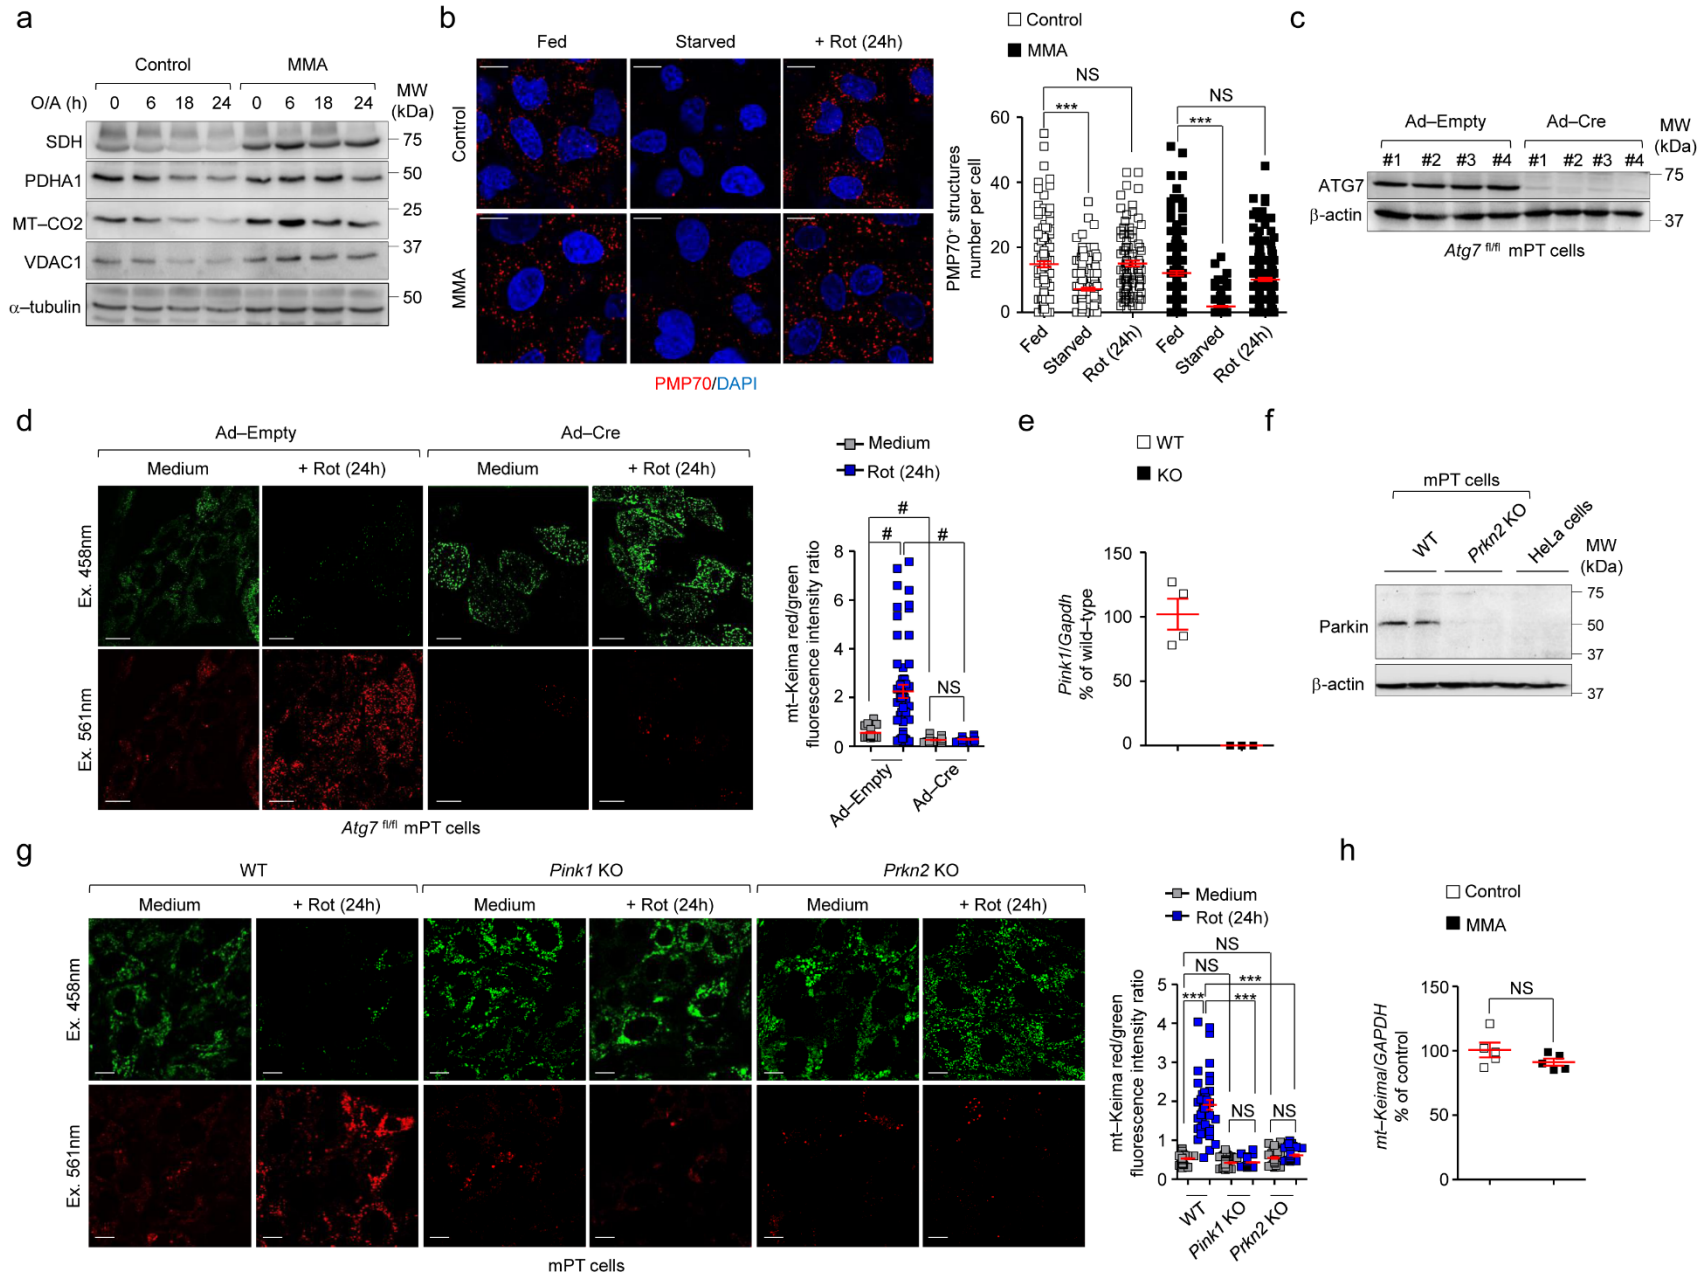 a
Control MMA
O/A (h) 0 6 18 24 0 6 18 24
MW
(kDa)
SDH
75
PDHA1
50
MT–CO2
25
VDAC1
37
α–tubulin
50
b
Fed Starved + Rot (24h)
Control
MMA
PMP70/DAPI
Control
MMA
PMP70+ structures
number per cell
60
40
20
0
NS
***
NS
***
Fed Starved Rot (24h) Fed Starved Rot (24h)
c
Ad–Empty Ad–Cre
MW
(kDa)
#1 #2 #3 #4 #1 #2 #3 #4
ATG7
75
β-actin
37
Atg7 fl/fl mPT cells
d
Ad–Empty Ad–Cre
Medium + Rot (24h) Medium + Rot (24h)
Ex. 458nm
Ex. 561nm
Atg7 fl/fl mPT cells
Medium
Rot (24h)
mt–Keima red/green
fluorescence intensity ratio
8
6
4
2
0
#
# #
NS
Ad–Empty Ad–Cre
e
WT
KO
Pink1/Gapdh
% of wild–type
150
100
50
0
f
mPT cells
WT Prkn2 KO HeLa cells
MW
(kDa)
75
Parkin
50
37
β-actin
37
g
WT Pink1 KO Prkn2 KO
Medium + Rot (24h) Medium + Rot (24h) Medium + Rot (24h)
Ex. 458nm
Ex. 561nm
mPT cells
Medium
Rot (24h)
mt–Keima red/green
fluorescence intensity ratio
5
4
3
2
1
0
NS
NS
***
*** ***
NS NS
WT Pink1 KO Prkn2 KO
h
Control
MMA
mt–Keima/GAPDH
% of control
150
100
50
0
NS